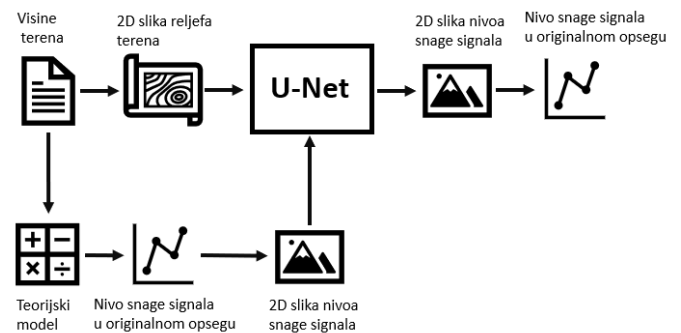 Visine
terena
2D slika reljefa
terena
U-Net
2D slika nivoa
snage signala
Nivo snage signala
u originalnom opsegu
Teorijski
model
Nivo snage signala
u originalnom opsegu
2D slika nivoa
snage signala